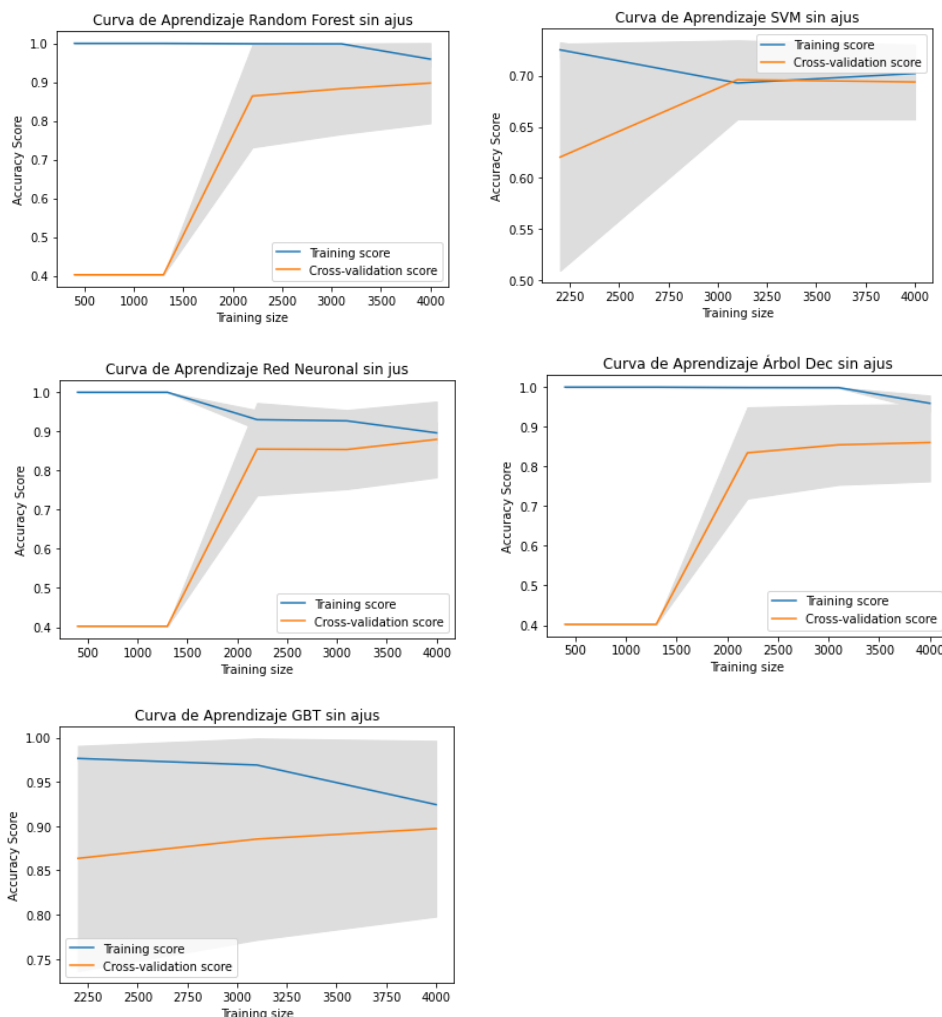 Curva de Aprendizaje Random Forest sin ajus
1.0
0.9
0.8
0.7
0.6
0.5
0.4
Accuracy Score
Training score
Cross-validation score
500 1000 1500 2000 2500 3000 3500 4000
Training size
Curva de Aprendizaje SVM sin ajus
Training score
Cross-validation score
0.70
0.65
0.60
0.55
0.50
Accuracy Score
2250 2500 2750 3000 3250 3500 3750 4000
Training size
Curva de Aprendizaje Red Neuronal sin jus
1.0
0.9
0.8
0.7
0.6
0.5
0.4
Accuracy Score
Training score
Cross-validation score
500 1000 1500 2000 2500 3000 3500 4000
Training size
Curva de Aprendizaje Árbol Dec sin ajus
1.0
0.9
0.8
0.7
0.6
0.5
0.4
Accuracy Score
Training score
Cross-validation score
500 1000 1500 2000 2500 3000 3500 4000
Training size
Curva de Aprendizaje GBT sin ajus
1.00
0.95
0.90
0.85
0.80
0.75
Accuracy Score
Training score
Cross-validation score
2250 2500 2750 3000 3250 3500 3750 4000
Training size